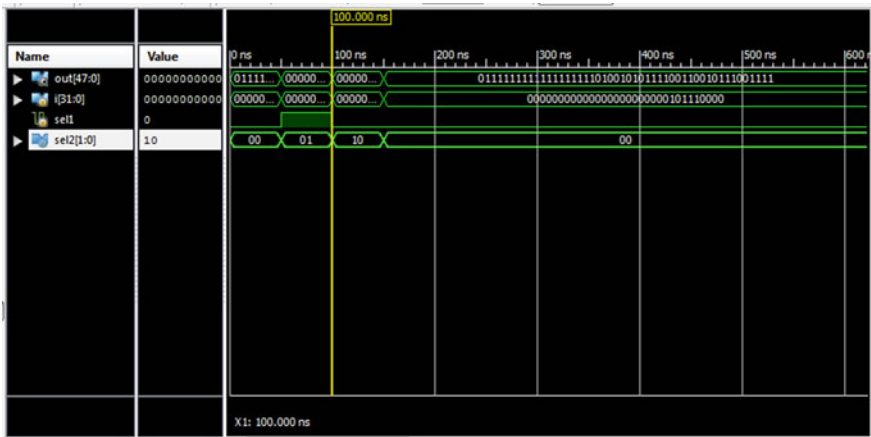 100.000 ns
Name Value 0 ns 100 ns 200 ns 300 ns 400 ns 500 ns 600
out[47:0] 00000000000 01111... 00000... 00000...
i[31:0] 00000000000 00000... 00000... 00000... 00000000000000000000000101110000
sel1 0
sel2[1:0] 10 00 01 10 00
X1: 100.000 ns